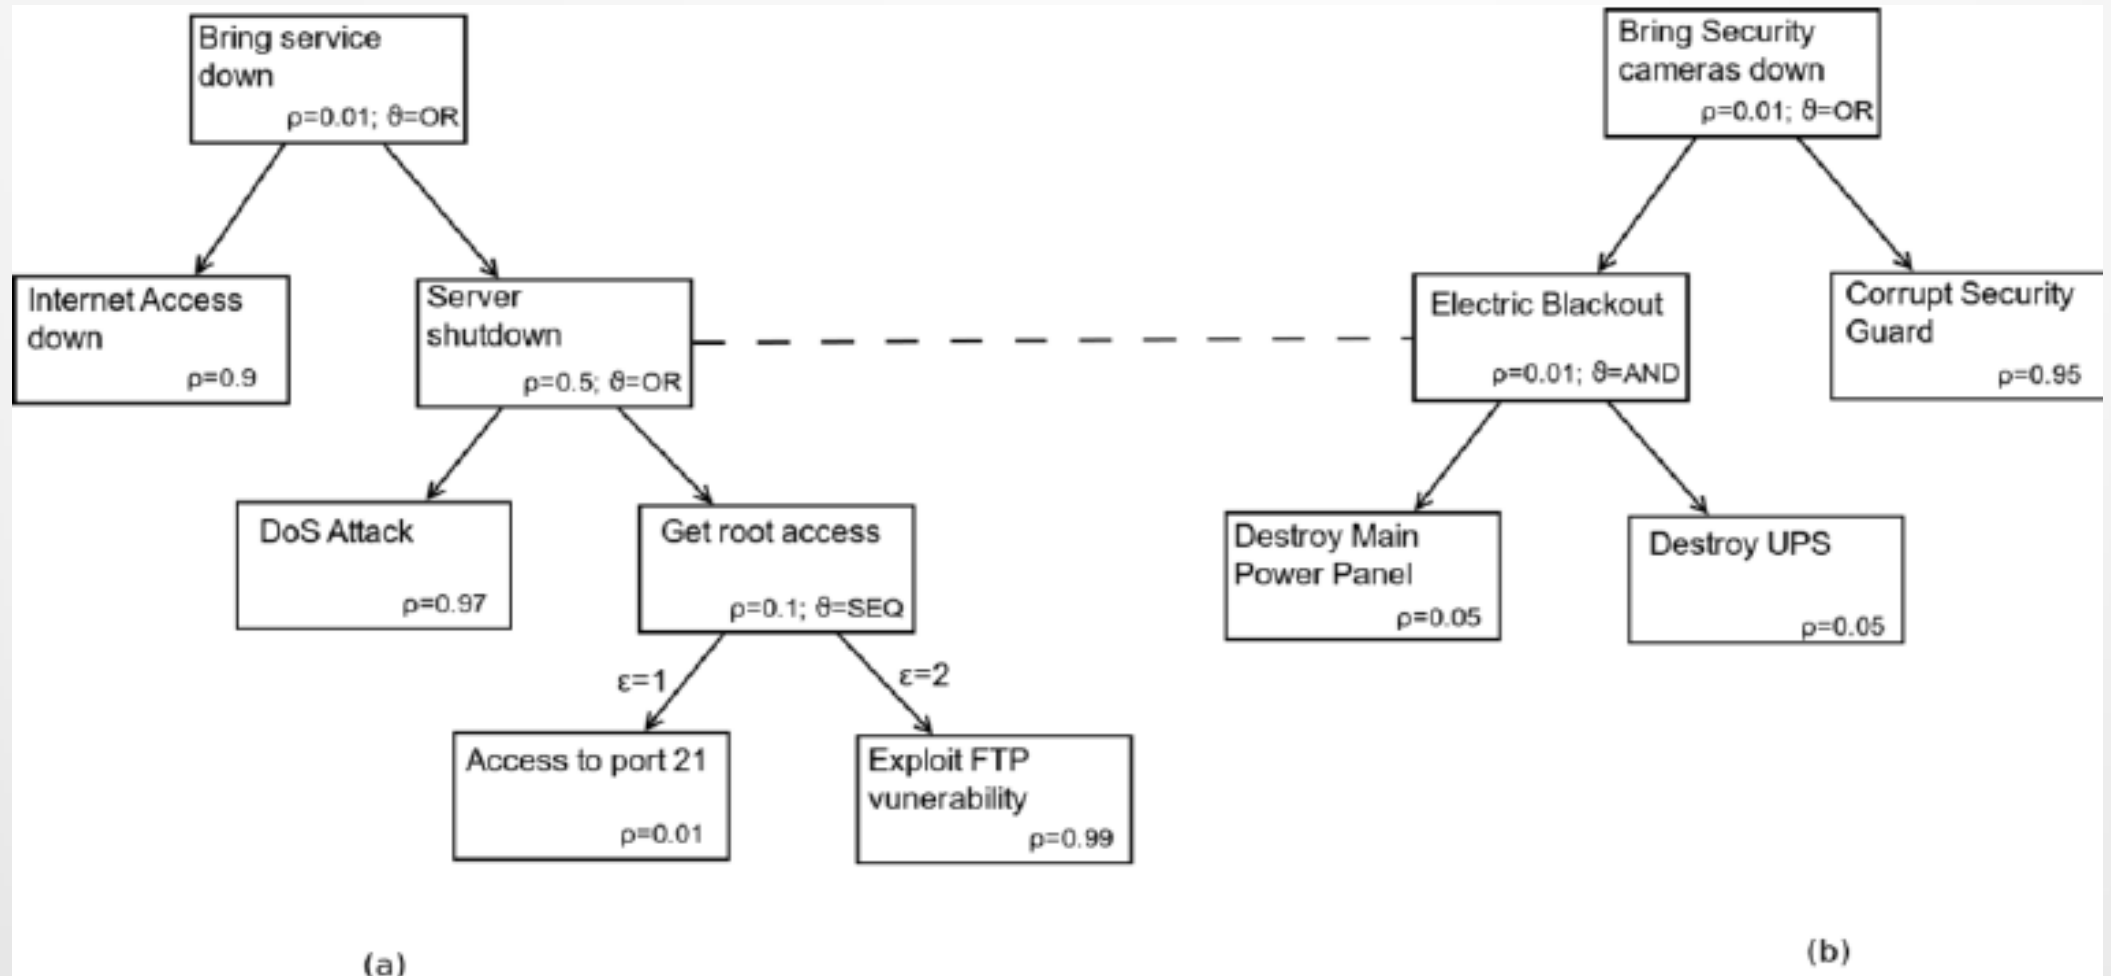 Bring service
down
ρ=0.01; ϑ=OR
Bring Security
cameras down
ρ=0.01; ϑ=OR
Internet Access
down
ρ=0.9
Server
shutdown
ρ=0.5; ϑ=OR
Electric Blackout
ρ=0.01; ϑ=AND
Corrupt Security
Guard
ρ=0.95
DoS Attack
ρ=0.97
Get root access
ρ=0.1; ϑ=SEQ
Destroy Main
Power Panel
ρ=0.05
Destroy UPS
ρ=0.05
ε=1
ε=2
Access to port 21
ρ=0.01
Exploit FTP
vunerability
ρ=0.99
(a)
(b)